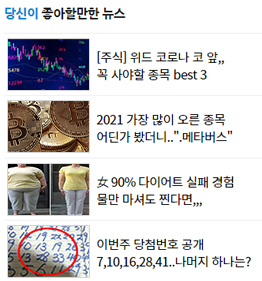 당신이 좋아할만한 뉴스
[주식] 위드 코로나 코 앞,,
꼭 사야할 종목 best 3
2021 가장 많이 오른 종목
어딘가 봤더니..".메타버스"
女 90% 다이어트 실패 경험
물만 마셔도 찐다면,,,
이번주 당첨번호 공개
7,10,16,28,41..나머지 하나는?